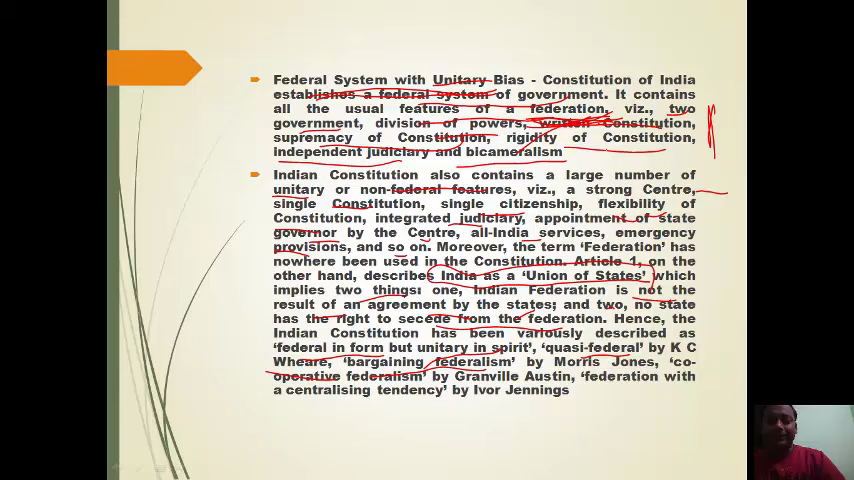 Federal System with Unitary Bias - Constitution of India
establishes a federal system of government. It contains
all the usual features of a federation, viz., two
government, division of powers, written Constitution,
supremacy of Constitution, rigidity of Constitution,
independent judiciary and bicameralism
Indian Constitution also contains a large number of
unitary or non-federal features, viz., a strong Centre,
single Constitution, single citizenship, flexibility of
Constitution, integrated judiciary, appointment of state
governor by the Centre, all-India services, emergency
provisions, and so on. Moreover, the term ‘Federation’ has
nowhere been used in the Constitution. Article 1, on the
other hand, describes India as a ‘Union of States’ which
implies two things: one, Indian Federation is not the
result of an agreement by the states; and two, no state
has the right to secede from the federation. Hence, the
Indian Constitution has been variously described as
‘federal in form but unitary in spirit’, ‘quasi-federal’ by K C
Wheare, ‘bargaining federalism’ by Morris Jones, ‘co-
operative federalism’ by Granville Austin, ‘federation with
a centralising tendency’ by Ivor Jennings